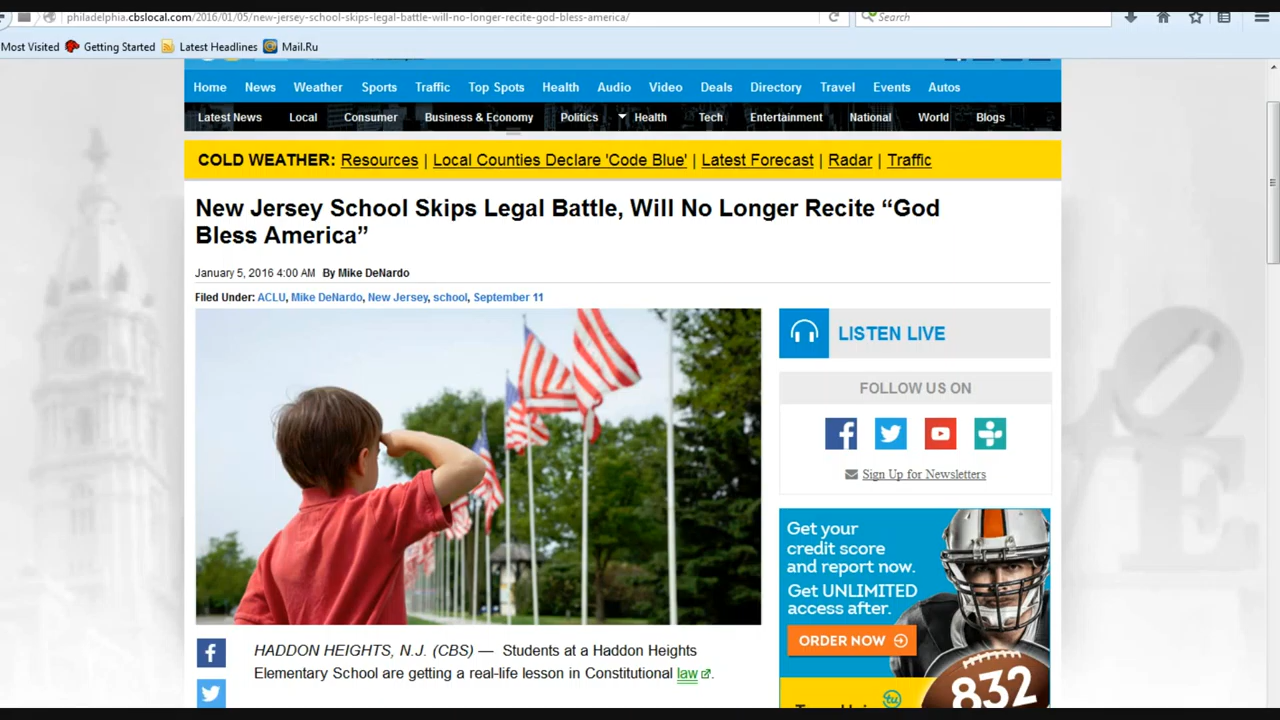 philadelphia.cbslocal.com/2016/01/05/new-jersey-school-skips-legal-battle-will-no-longer-recite-god-bless-america/
Search
Most Visited Getting Started Latest Headlines Mail.Ru
Home News Weather Sports Traffic Top Spots Health Audio Video Deals Directory Travel Events Autos
Latest News Local Consumer Business & Economy Politics Health Tech Entertainment National World Blogs
COLD WEATHER: Resources | Local Counties Declare 'Code Blue' | Latest Forecast | Radar | Traffic
New Jersey School Skips Legal Battle, Will No Longer Recite “God
Bless America”
January 5, 2016 4:00 AM By Mike DeNardo
Filed Under: ACLU, Mike DeNardo, New Jersey, school, September 11
LISTEN LIVE
FOLLOW US ON
Sign Up for Newsletters
Get your
credit score
and report now.
Get UNLIMITED
access after.
ORDER NOW
832
tu
HADDON HEIGHTS, N.J. (CBS) — Students at a Haddon Heights
Elementary School are getting a real-life lesson in Constitutional law.